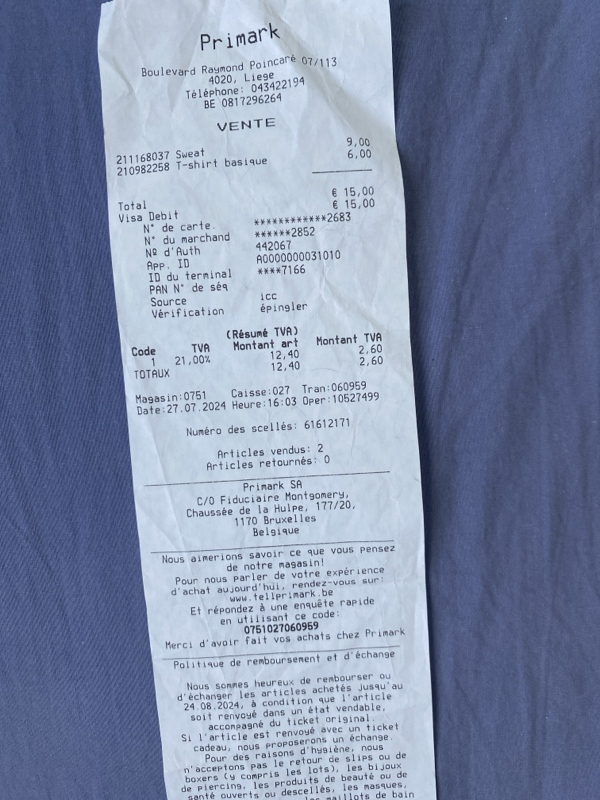 Primark
Boulevard Raymond Poincaré 07/113
4020, Liege
Téléphone: 043422194
BE 0817296264
VENTE
211168037 Sweat 9,00
210982258 T-shirt basique 6,00
Total € 15,00
Visa Debit € 15,00
N° de carte. ************2683
N° du marchand ******2852
Nº d'Auth 442067
App. ID A0000000031010
ID du terminal ****7166
PAN N° de séq
Source icc
Vérification épingler
(Résumé TVA)
Code TVA Montant art Montant TVA
1 21,00% 12,40 2,60
TOTAUX 12,40 2,60
Magasin:0751 Caisse:027 Tran:060959
Date:27.07.2024 Heure:16:03 Oper:10527499
Numéro des scellés: 61612171
Articles vendus: 2
Articles retournés: 0
Primark SA
C/O Fiduciaire Montgomery,
Chaussée de la Hulpe, 177/20,
1170 Bruxelles
Belgique
Nous aimerions savoir ce que vous pensez
de notre magasin!
Pour nous parler de votre expérience
d'achat aujourd'hui, rendez-vous sur:
www.tellprimark.be
Et répondez à une enquête rapide
en utilisant ce code:
0751027060959
Merci d'avoir fait vos achats chez Primark
Politique de remboursement et d'échange
Nous sommes heureux de rembourser ou
d'échanger les articles achetés jusqu'au
24.08.2024, à condition que l'article
soit renvoyé dans un état vendable,
accompagné du ticket original.
Si l'article est renvoyé avec un ticket
cadeau, nous proposerons un échange.
Pour des raisons d'hygiène, nous
n'acceptons pas le retour de slips ou de
boxers (y compris les lots), les bijoux
de piercing, les produits de beauté ou de
santé ouverts ou descellés, les masques,
les maillots de bain